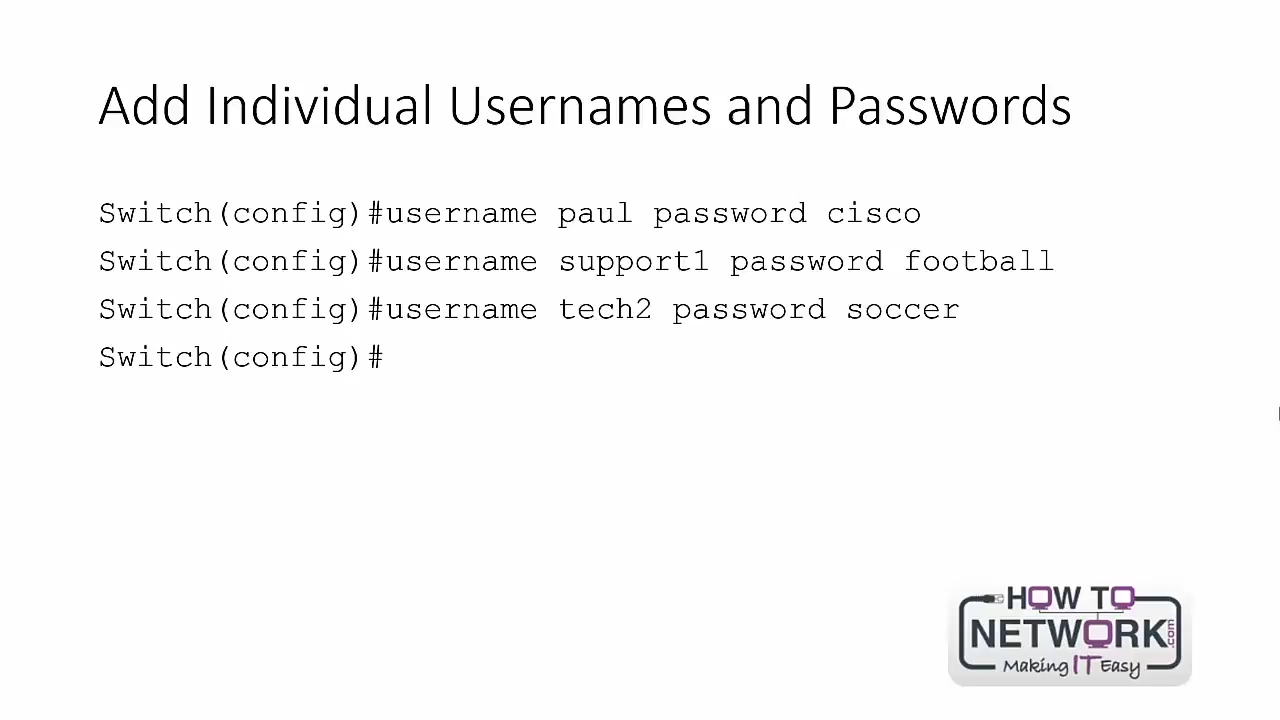 Add Individual Usernames and Passwords
Switch(config)#username paul password cisco
Switch(config)#username support1 password football
Switch(config)#username tech2 password soccer
Switch(config)#
HOW TO
NETWORK.com
Making IT Easy